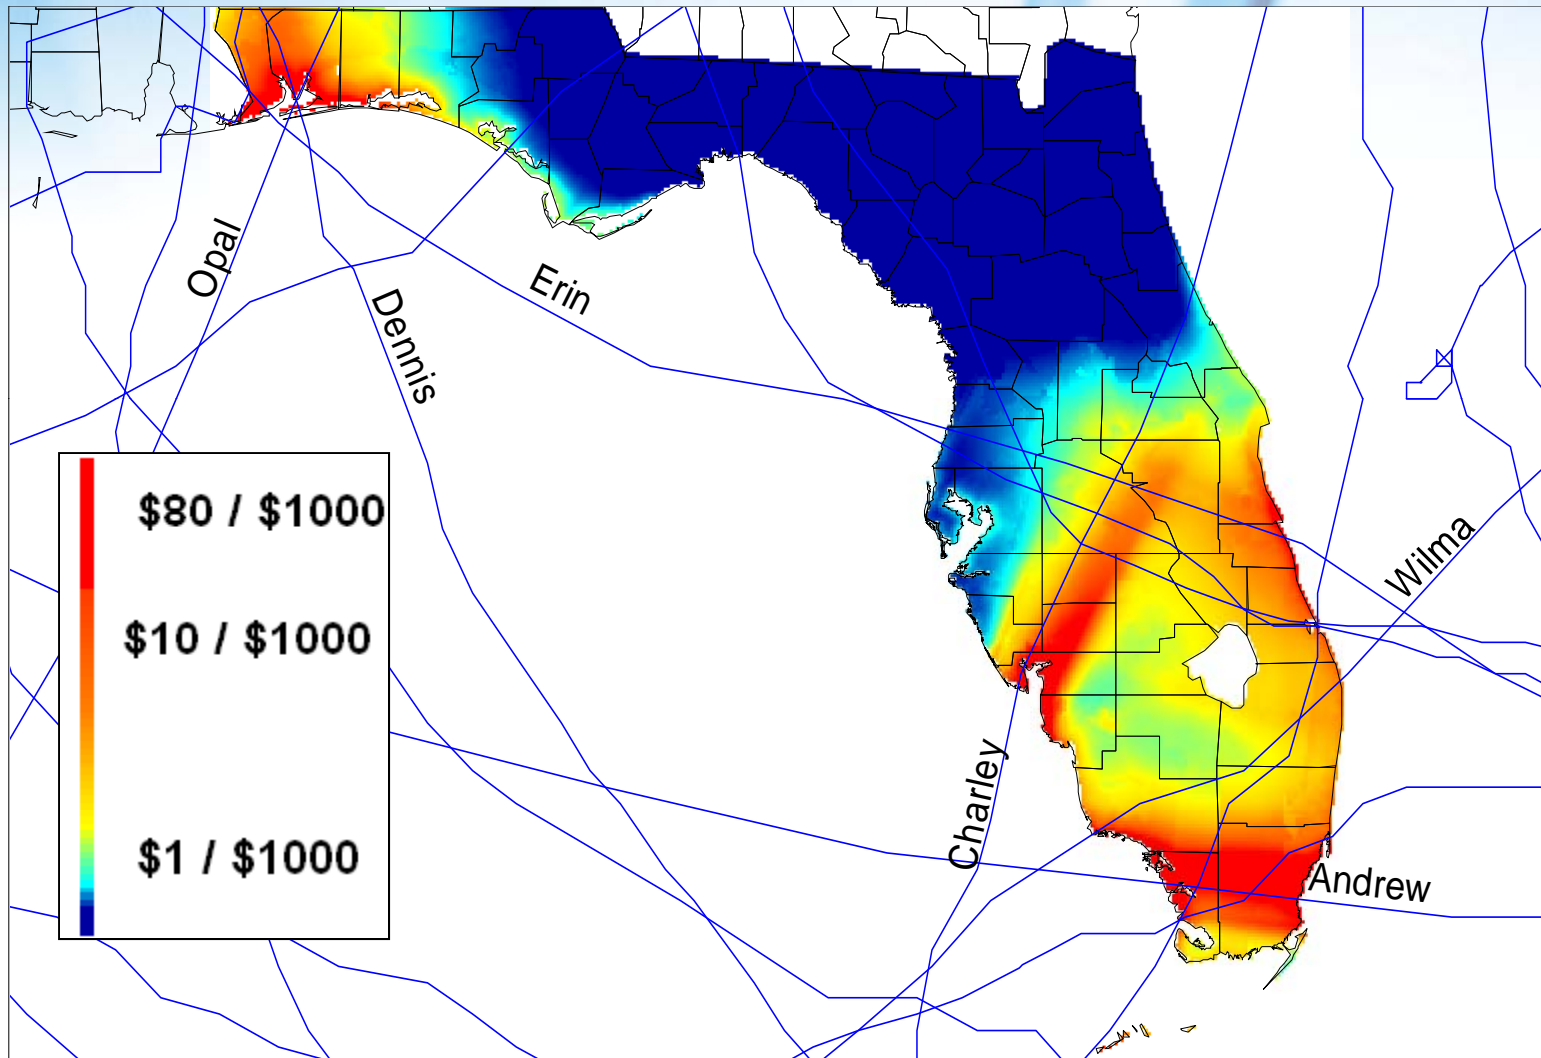 Opal
Erin
Dennis
$80 / $1000
$10 / $1000
$1 / $1000
Wilma
Charley
Andrew